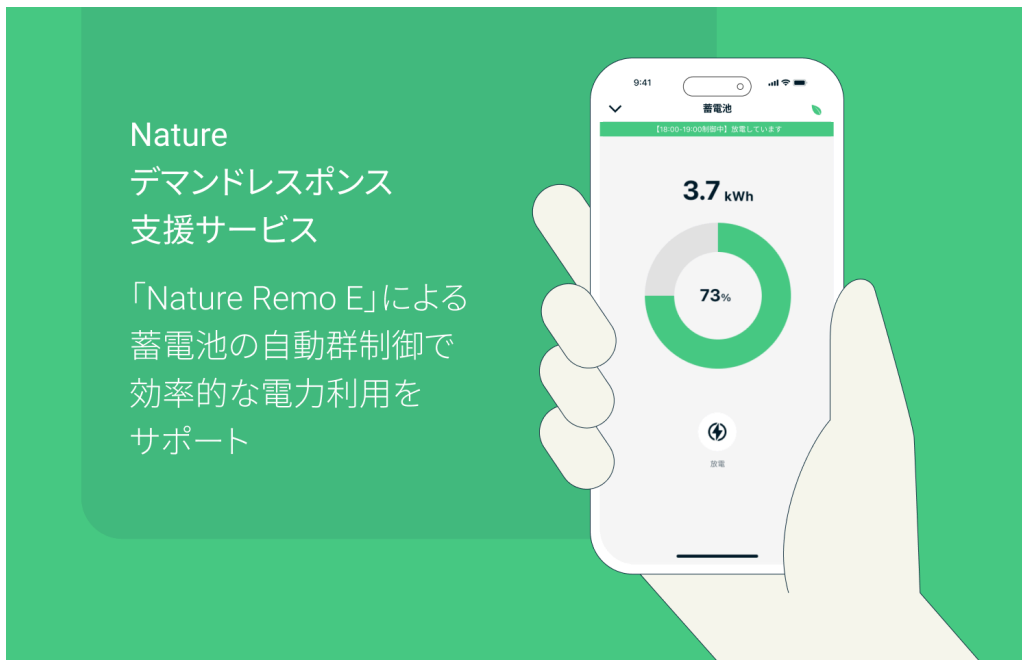 Nature
デマンドレスポンス
支援サービス
「Nature Remo E」による
蓄電池の自動群制御で
効率的な電力利用を
サポート
9:41
蓄電池
【18:00-19:00制御中】放電しています
3.7 kWh
73%
放電